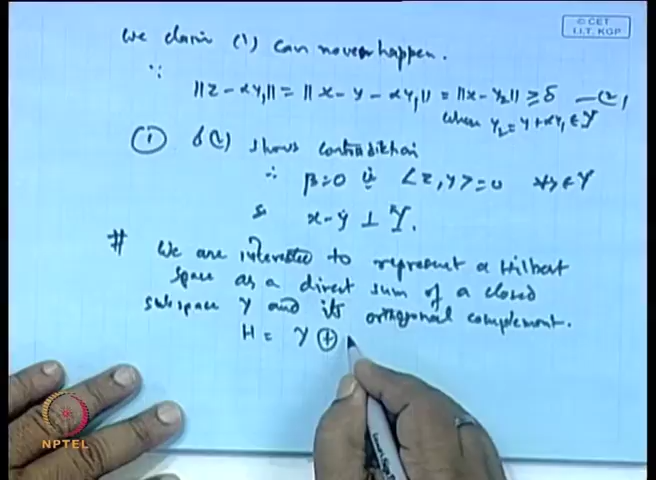 © CET
I.I.T. KGP
We claim (1) can never happen.
∵
||z - αy₁|| = ||x - y - αy₁|| = ||x - y₂|| ≥ δ —(2)
where y₂ = y + αy₁ ∈ Y
(1) & (2) shows contradiction
∴ β = 0 ie <z, y> = 0 ∀ y ∈ Y
so x - y ⊥ Y.
# We are interested to represent a Hilbert
space as a direct sum of a closed
subspace Y and its orthogonal complement.
H = Y ⊕
NPTEL